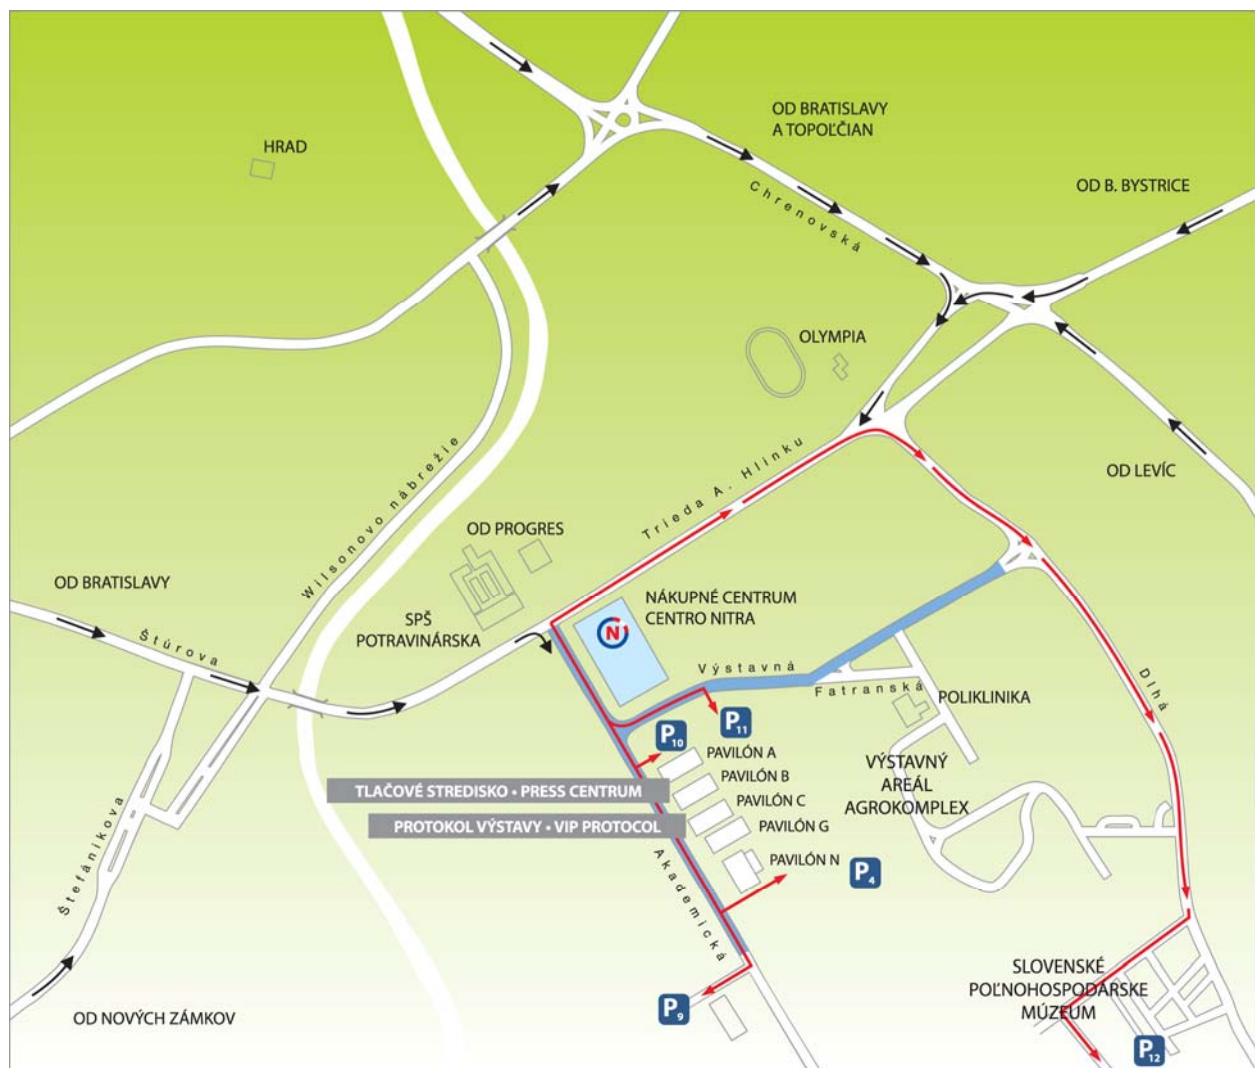 OD BRATISLAVY
A TOPOĽČIAN
HRAD
OD B. BYSTRICE
Chrenovská
OLYMPIA
Trieda A. Hlinku
OD LEVÍC
Wilsonovo nábrežie
OD PROGRES
OD BRATISLAVY
Štúrova
SPŠ
POTRAVINÁRSKA
NÁKUPNÉ CENTRUM
CENTRO NITRA
N
Výstavná
Fatranská
POLIKLINIKA
Dlhá
P11
P10
PAVILÓN A
PAVILÓN B
PAVILÓN C
PAVILÓN G
PAVILÓN N
VÝSTAVNÝ
AREÁL
AGROKOMPLEX
TLAČOVÉ STREDISKO • PRESS CENTRUM
PROTOKOL VÝSTAVY • VIP PROTOCOL
Štefánikova
Akademická
P4
OD NOVÝCH ZÁMKOV
P9
SLOVENSKÉ
POĽNOHOSPODÁRSKE
MÚZEUM
P12